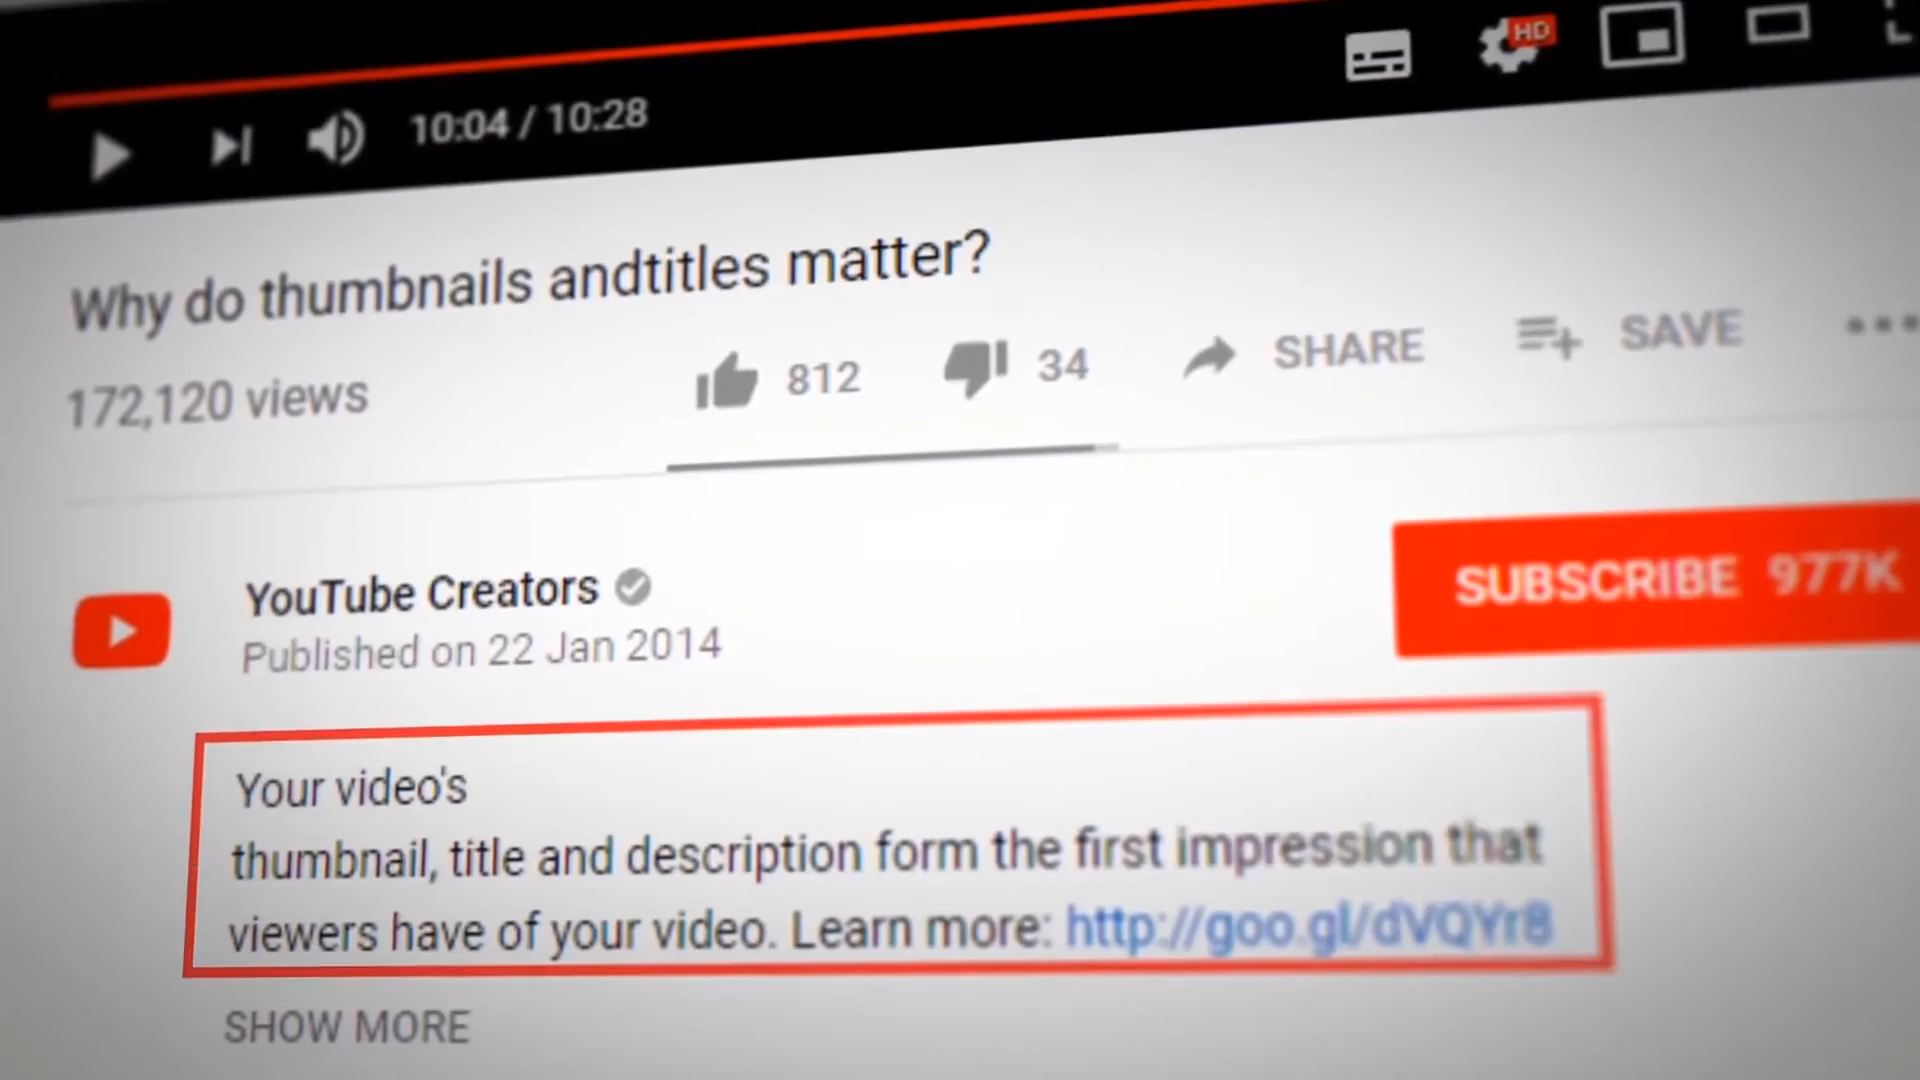 HD
10:04 / 10:28
Why do thumbnails andtitles matter?
172,120 views
812
34
SHARE
SAVE
YouTube Creators
Published on 22 Jan 2014
SUBSCRIBE 977K
Your video's
thumbnail, title and description form the first impression that
viewers have of your video. Learn more: http://goo.gl/dVQYr8
SHOW MORE